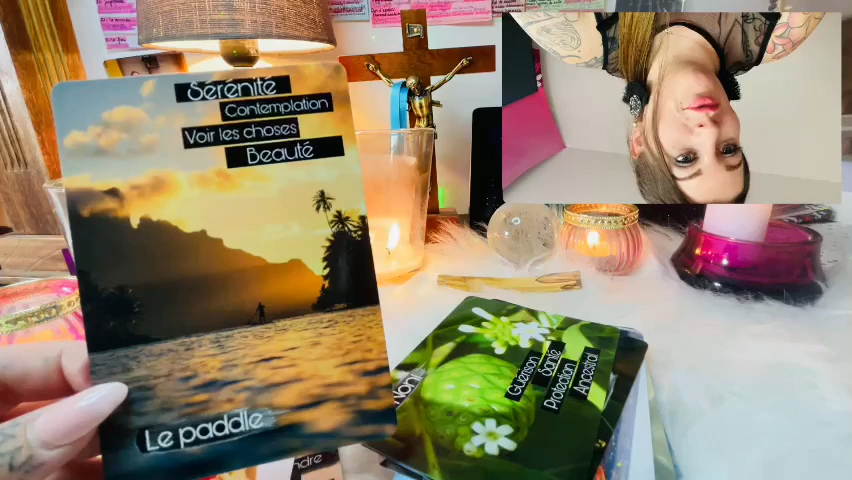 Sérénité
Contemplation
Voir les choses
Beauté
Le paddle
Guérison
Santé
Protection
Ancestral